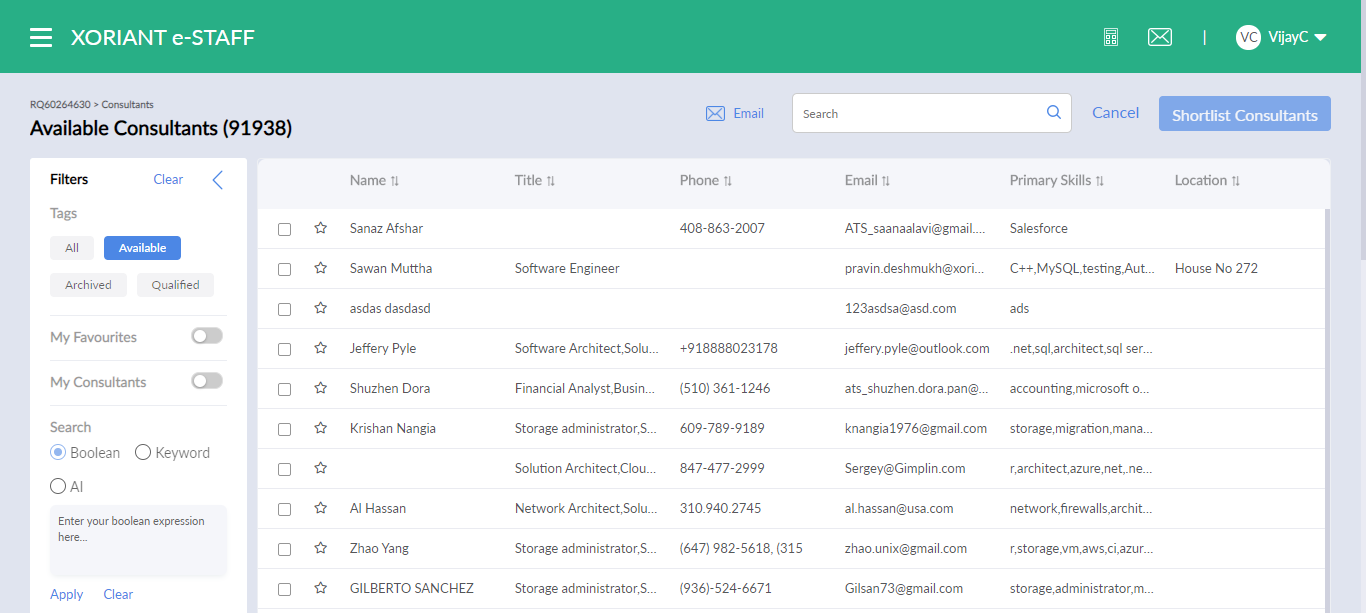 XORIANT e-STAFF
VC VijayC
RQ60264630 > Consultants
Available Consultants (91938)
Email
Search
Cancel
Shortlist Consultants
Filters Clear
Tags
All Available
Archived Qualified
My Favourites
My Consultants
Search
Boolean Keyword
AI
Enter your boolean expression
here...
Apply Clear
Name Title Phone Email Primary Skills Location
Sanaz Afshar 408-863-2007 ATS_saanaalavi@gmail.... Salesforce
Sawan Muttha Software Engineer pravin.deshmukh@xori... C++,MySQL,testing,Aut... House No 272
asdas dasdasd 123asdsa@asd.com ads
Jeffery Pyle Software Architect,Solu... +918888023178 jeffery.pyle@outlook.com .net,sql,architect,sql ser...
Shuzhen Dora Financial Analyst,Busin... (510) 361-1246 ats_shuzhen.dora.pan@... accounting,microsoft o...
Krishan Nangia Storage administrator,S... 609-789-9189 knangia1976@gmail.com storage,migration,mana...
Solution Architect,Clou... 847-477-2999 Sergey@Gimplin.com r,architect,azure,net,.ne...
Al Hassan Network Architect,Solu... 310.940.2745 al.hassan@usa.com network,firewalls,archit...
Zhao Yang Storage administrator,S... (647) 982-5618, (315 zhao.unix@gmail.com r,storage,vm,aws,ci,azur...
GILBERTO SANCHEZ Storage administrator,S... (936)-524-6671 Gilsan73@gmail.com storage,administrator,m...